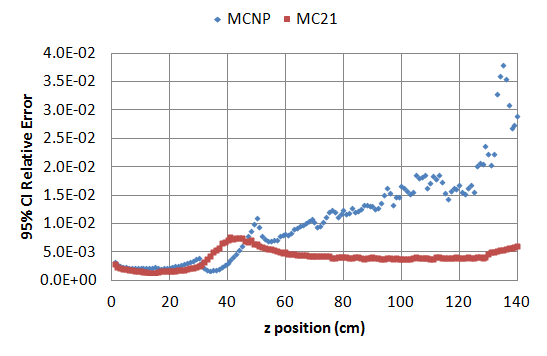 MCNP MC21
4.0E-02
3.5E-02
3.0E-02
2.5E-02
2.0E-02
1.5E-02
1.0E-02
5.0E-03
0.0E+00
95% CI Relative Error
0 20 40 60 80 100 120 140
z position (cm)